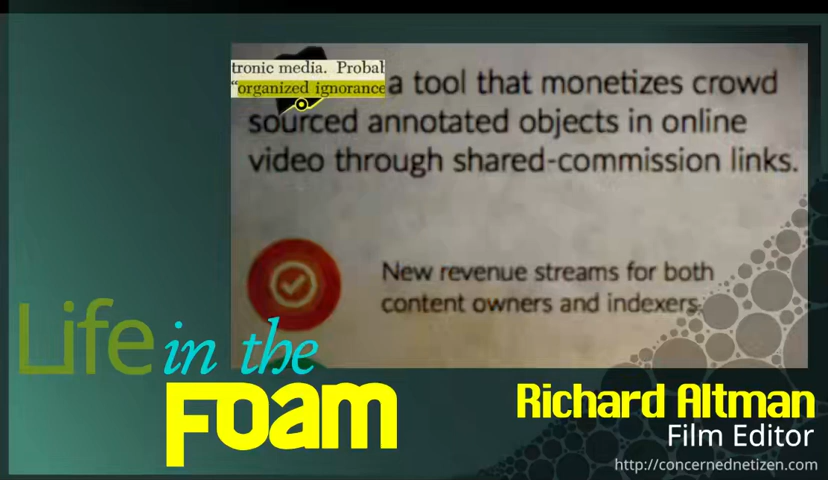 tronic media. Probab
“organized ignorance
a tool that monetizes crowd
sourced annotated objects in online
video through shared-commission links.
New revenue streams for both
content owners and indexers.
Life in the
Foam
Richard Altman
Film Editor
http://concernednetizen.com